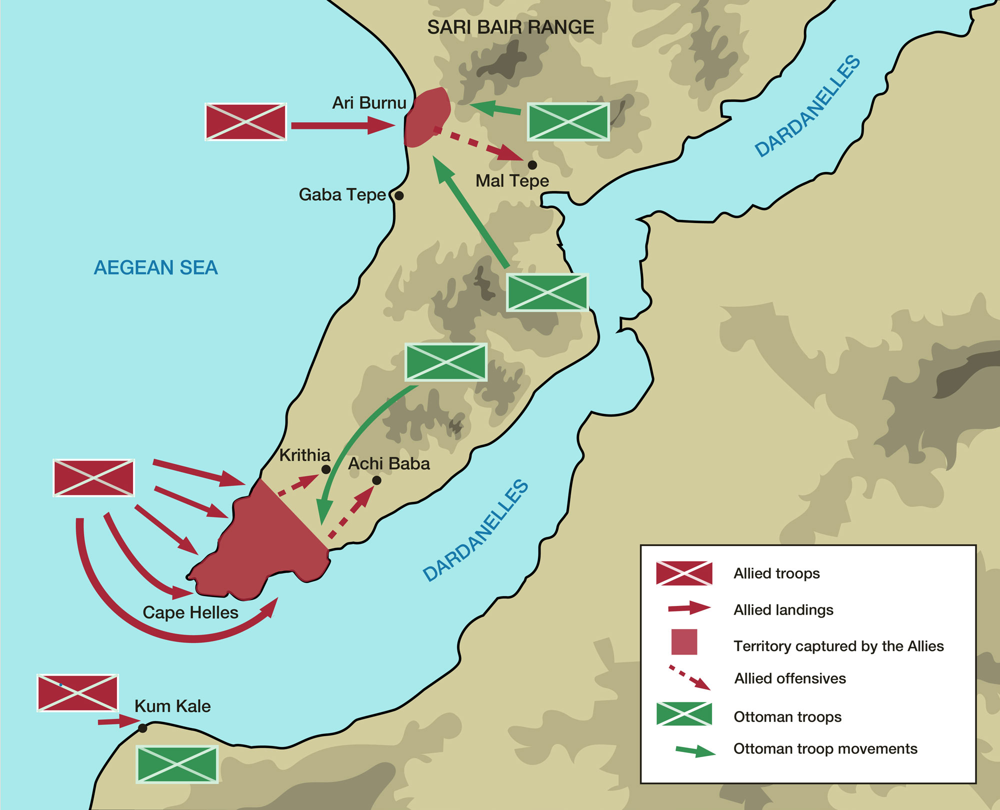 SARI BAIR RANGE
DARDANELLES
Ari Burnu
Mal Tepe
Gaba Tepe
AEGEAN SEA
Krithia
Achi Baba
DARDANELLES
Cape Helles
Kum Kale
Allied troops
Allied landings
Territory captured by the Allies
Allied offensives
Ottoman troops
Ottoman troop movements